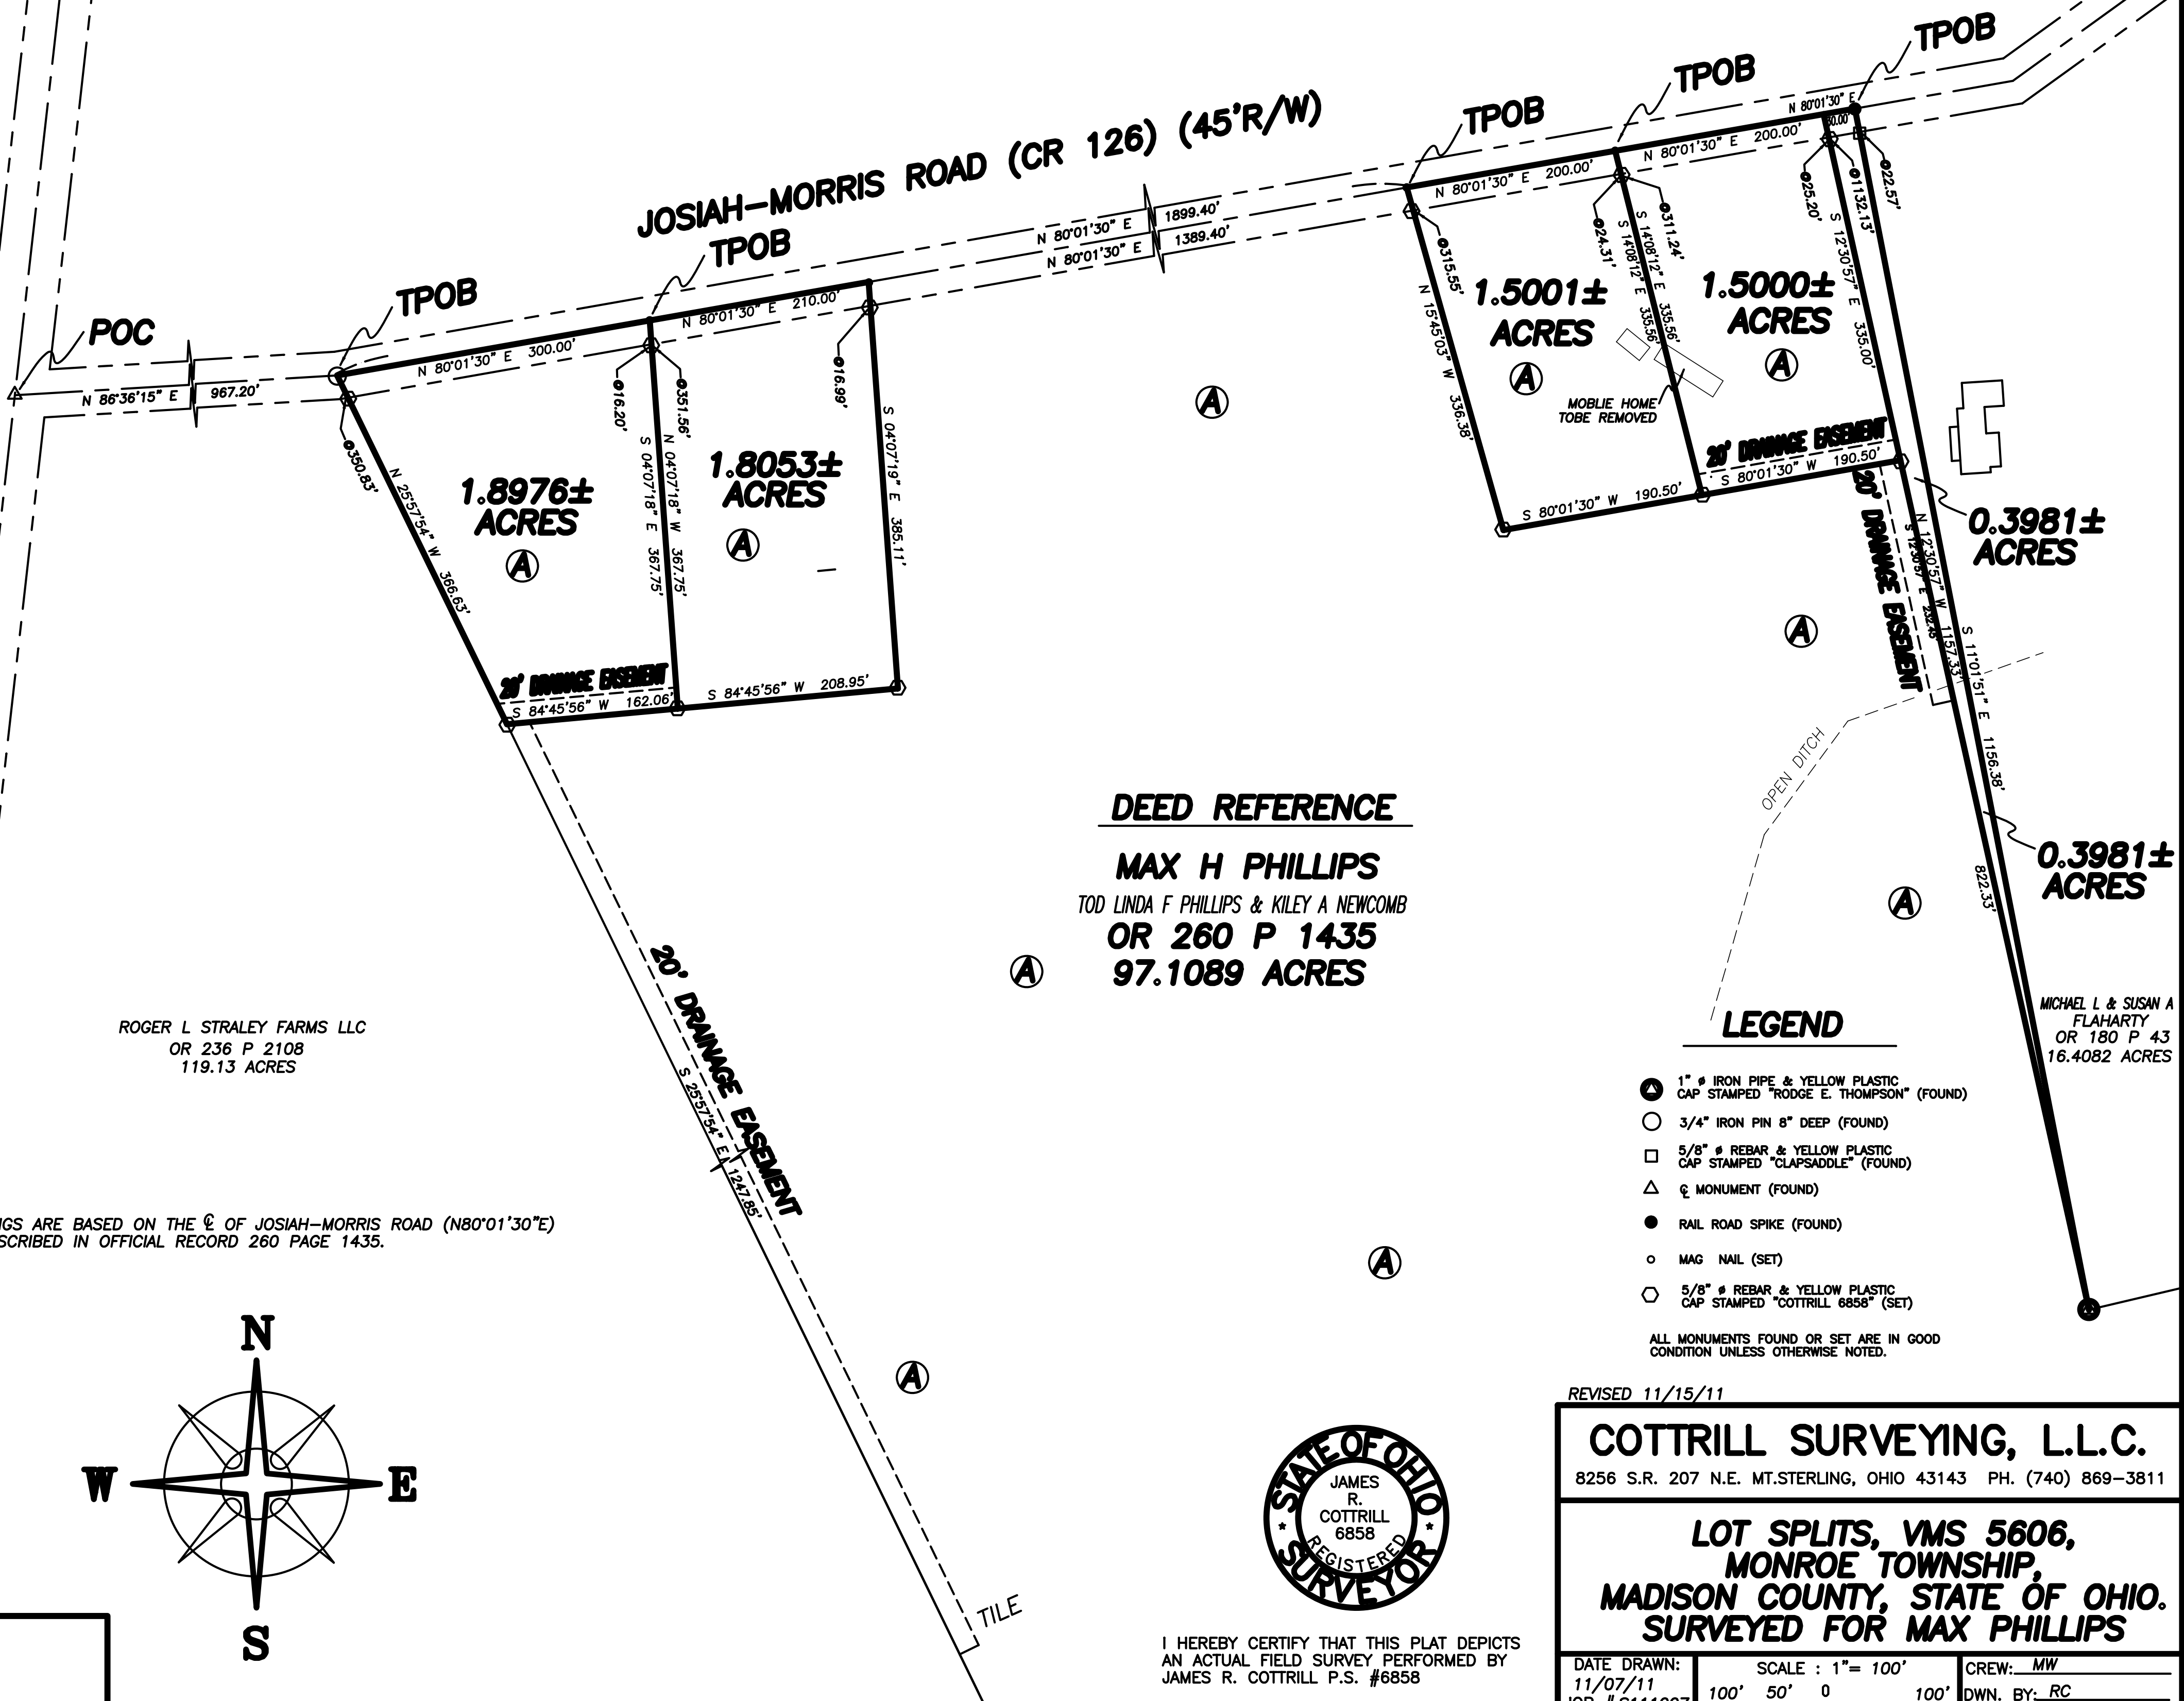 TPOB
TPOB
TPOB
JOSIAH-MORRIS ROAD (CR 126) (45'R/W)
TPOB
TPOB
POC
N 86°36'15" E 967.20'
N 80°01'30" E 300.00'
N 80°01'30" E 210.00'
N 80°01'30" E 1899.40'
N 80°01'30" E 1389.40'
N 80°01'30" E 200.00'
N 80°01'30" E 200.00'
N 80°01'30" E
50.00'
@350.83'
@16.20'
@351.56'
@16.99'
@315.55'
@24.31'
@311.24'
@25.20'
@1132.13'
@22.57'
N 25°57'54" W 366.63'
S 04°07'18" E 367.75'
N 04°07'18" W 367.75'
S 04°07'19" E 385.11'
N 15°45'03" W 336.38'
S 14°08'12" E 335.56'
S 14°08'12" E 335.56'
S 12°30'57" E 335.00'
1.8976±
ACRES
A
1.8053±
ACRES
A
A
1.5001±
ACRES
A
1.5000±
ACRES
A
MOBLIE HOME
TOBE REMOVED
20' DRAINAGE EASEMENT
S 84°45'56" W 162.06'
S 84°45'56" W 208.95'
S 80°01'30" W 190.50'
20' DRAINAGE EASEMENT
S 80°01'30" W 190.50'
20' DRAINAGE EASEMENT
S 12°30'57" E 232.45'
N 12°30'57" W 1157.33'
S 11°01'51" E 1156.38'
822.33'
0.3981±
ACRES
A
OPEN DITCH
0.3981±
ACRES
A
DEED REFERENCE
MAX H PHILLIPS
TOD LINDA F PHILLIPS & KILEY A NEWCOMB
OR 260 P 1435
97.1089 ACRES
A
20' DRAINAGE EASEMENT
S 25°57'54" E 1247.85'
ROGER L STRALEY FARMS LLC
OR 236 P 2108
119.13 ACRES
MICHAEL L & SUSAN A
FLAHARTY
OR 180 P 43
16.4082 ACRES
LEGEND
1" ø IRON PIPE & YELLOW PLASTIC
CAP STAMPED "RODGE E. THOMPSON" (FOUND)
3/4" IRON PIN 8" DEEP (FOUND)
5/8" ø REBAR & YELLOW PLASTIC
CAP STAMPED "CLAPSADDLE" (FOUND)
℄ MONUMENT (FOUND)
RAIL ROAD SPIKE (FOUND)
MAG NAIL (SET)
5/8" ø REBAR & YELLOW PLASTIC
CAP STAMPED "COTTRILL 6858" (SET)
ALL MONUMENTS FOUND OR SET ARE IN GOOD
CONDITION UNLESS OTHERWISE NOTED.
GS ARE BASED ON THE ℄ OF JOSIAH-MORRIS ROAD (N80°01'30"E)
SCRIBED IN OFFICIAL RECORD 260 PAGE 1435.
A
A
N
W
E
S
TILE
STATE OF OHIO
JAMES
R.
COTTRILL
6858
REGISTERED
SURVEYOR
I HEREBY CERTIFY THAT THIS PLAT DEPICTS
AN ACTUAL FIELD SURVEY PERFORMED BY
JAMES R. COTTRILL P.S. #6858
REVISED 11/15/11
COTTRILL SURVEYING, L.L.C.
8256 S.R. 207 N.E. MT.STERLING, OHIO 43143 PH. (740) 869-3811
LOT SPLITS, VMS 5606,
MONROE TOWNSHIP,
MADISON COUNTY, STATE OF OHIO.
SURVEYED FOR MAX PHILLIPS
DATE DRAWN:
11/07/11
SCALE : 1"= 100'
100' 50' 0 100'
CREW: MW
DWN. BY: RC